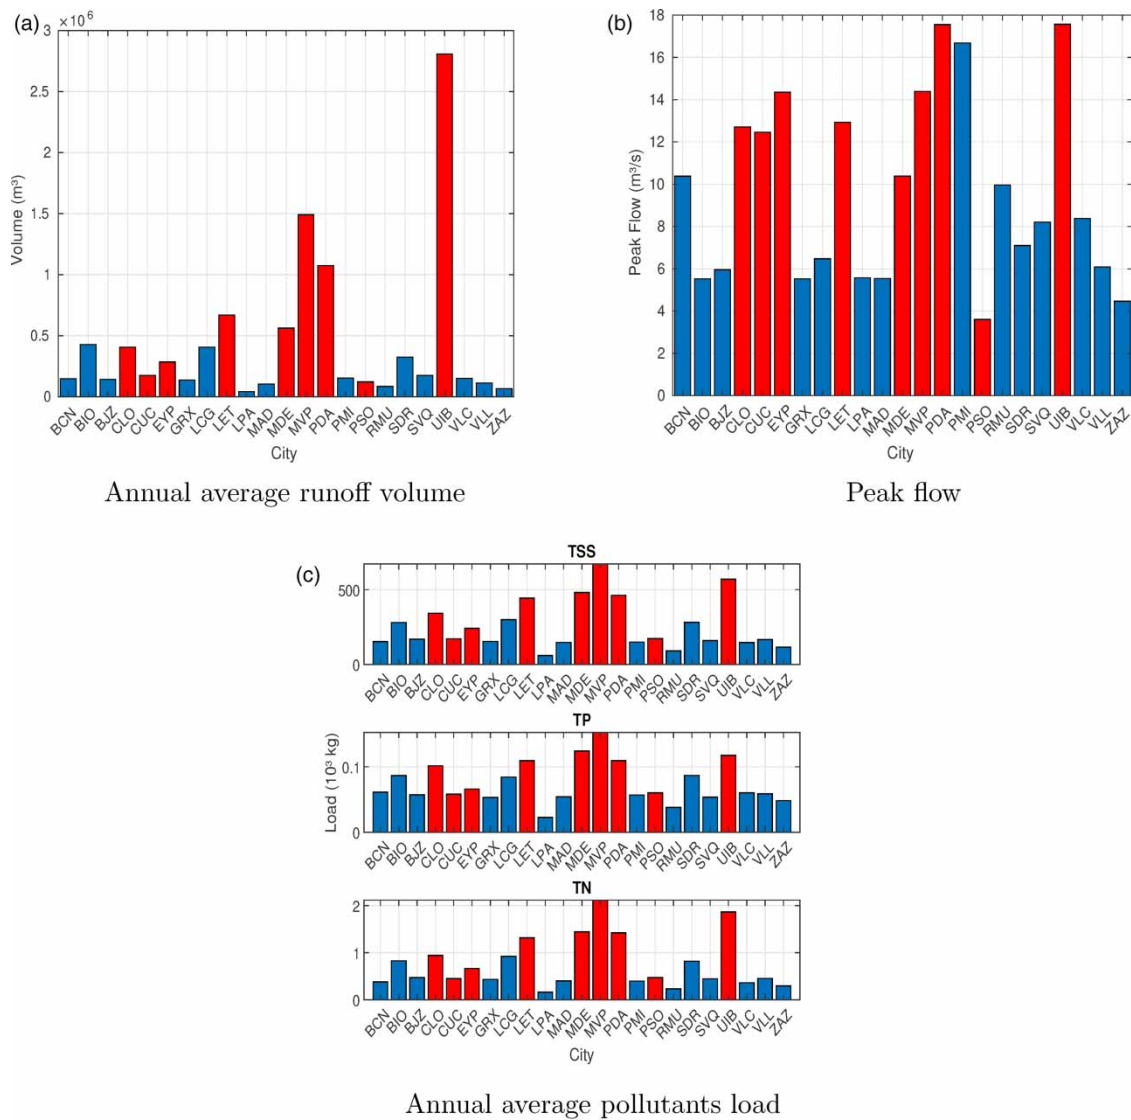 (a)
×10⁶
3
2.5
2
1.5
1
0.5
0
Volume (m³)
BCN BIO BJZ CLO CUC EYP GRX LCG LET LPA MAD MDE MVP PDA PMI PSO RMU SDR SVQ UIB VLC VLL ZAZ
City
Annual average runoff volume
(b)
18
16
14
12
10
8
6
4
2
0
Peak Flow (m³/s)
BCN BIO BJZ CLO CUC EYP GRX LCG LET LPA MAD MDE MVP PDA PMI PSO RMU SDR SVQ UIB VLC VLL ZAZ
City
Peak flow
(c)
TSS
500
0
BCN BIO BJZ CLO CUC EYP GRX LCG LET LPA MAD MDE MVP PDA PMI PSO RMU SDR SVQ UIB VLC VLL ZAZ
TP
Load (10³ kg)
0.1
0
BCN BIO BJZ CLO CUC EYP GRX LCG LET LPA MAD MDE MVP PDA PMI PSO RMU SDR SVQ UIB VLC VLL ZAZ
TN
2
1
0
BCN BIO BJZ CLO CUC EYP GRX LCG LET LPA MAD MDE MVP PDA PMI PSO RMU SDR SVQ UIB VLC VLL ZAZ
City
Annual average pollutants load